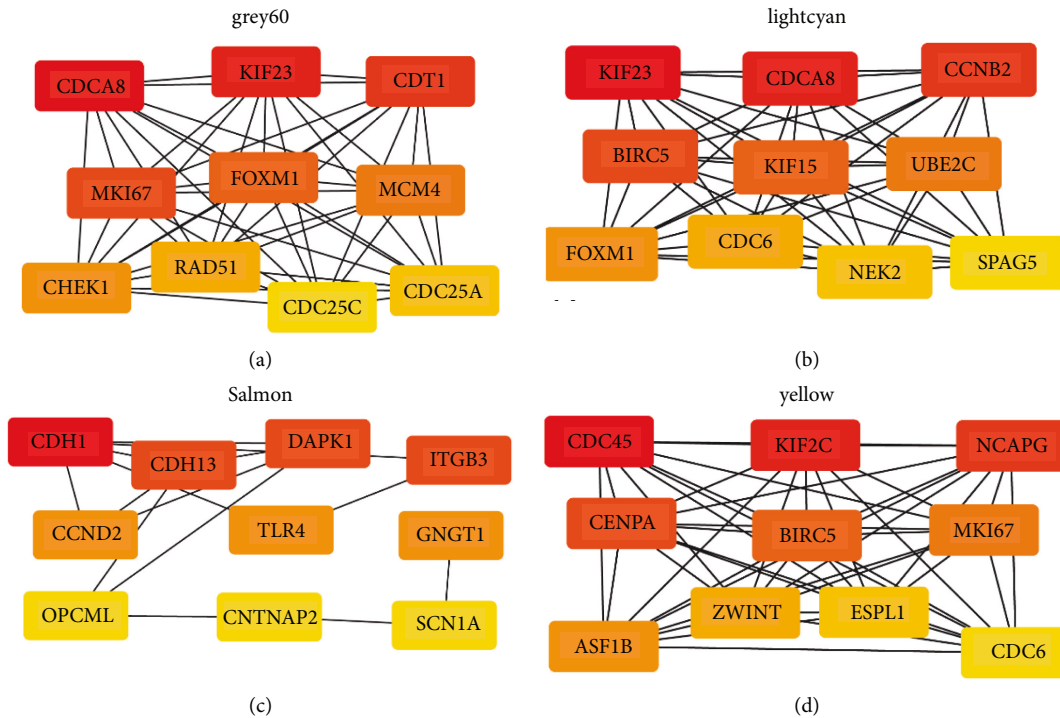 grey60
CDCA8
KIF23
CDT1
MKI67
FOXM1
MCM4
CHEK1
RAD51
CDC25C
CDC25A
(a)
lightcyan
KIF23
CDCA8
CCNB2
BIRC5
KIF15
UBE2C
FOXM1
CDC6
NEK2
SPAG5
(b)
Salmon
CDH1
CDH13
DAPK1
ITGB3
CCND2
TLR4
GNGT1
OPCML
CNTNAP2
SCN1A
(c)
yellow
CDC45
KIF2C
NCAPG
CENPA
BIRC5
MKI67
ASF1B
ZWINT
ESPL1
CDC6
(d)